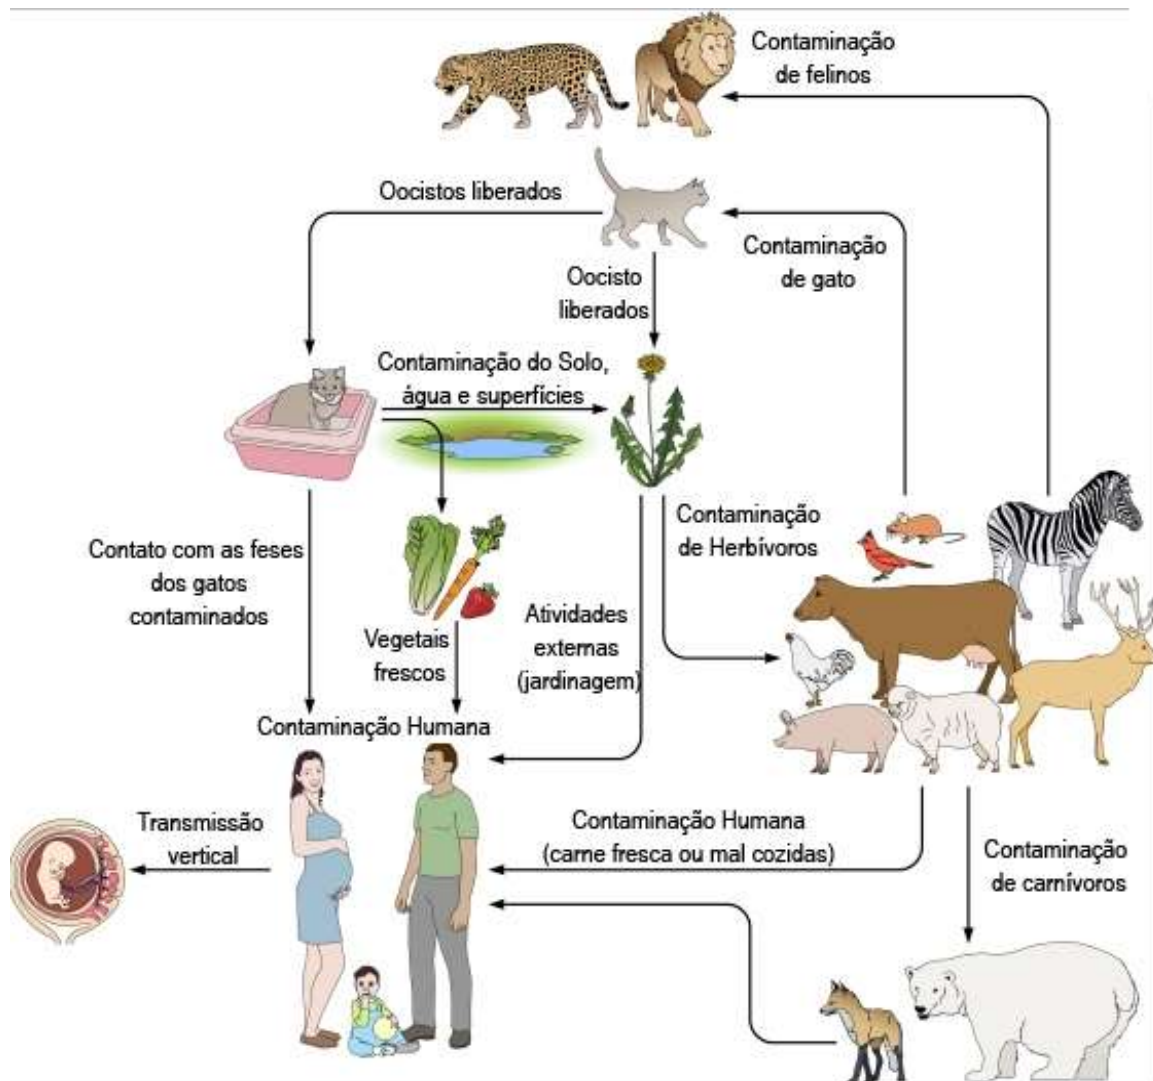 Contaminação
de felinos
Oocistos liberados
Contaminação
de gato
Oocisto
liberados
Contaminação do Solo,
água e superfícies
Contaminação
de Herbívoros
Contato com as feses
dos gatos
contaminados
Vegetais
frescos
Atividades
externas
(jardinagem)
Contaminação Humana
Transmissão
vertical
Contaminação Humana
(carne fresca ou mal cozidas)
Contaminação
de carnívoros